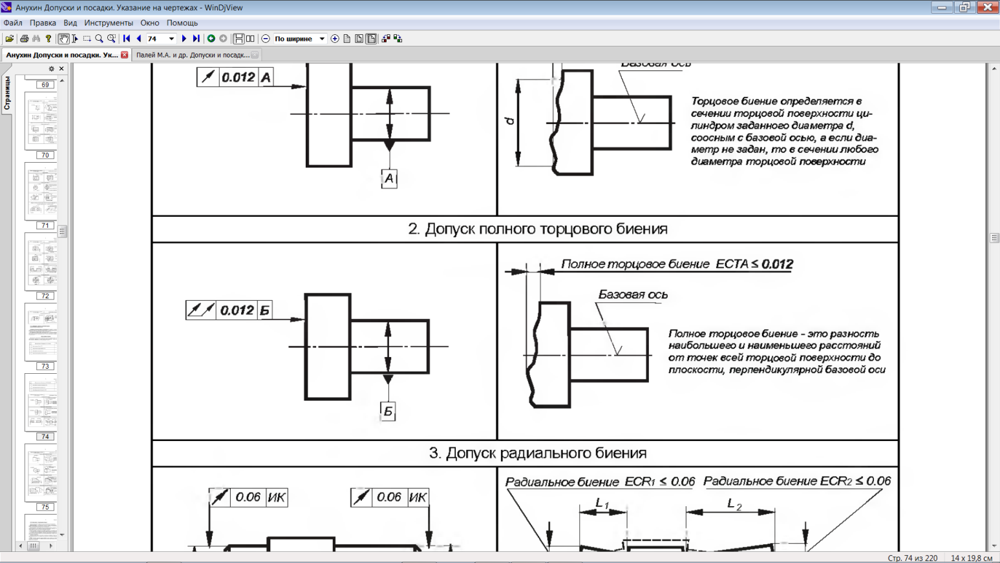 Анухин Допуски и посадки. Указание на чертежах - WinDjView
Файл Правка Вид Инструменты Окно Помощь
74 По ширине
Анухин Допуски и посадки. Ук... Палей М.А. и др. Допуски и посадк...
Страницы
69
70
71
72
73
74
75
0.012 А
А
Базовая ось
d
Торцовое биение определяется в
сечении торцовой поверхности ци-
линдром заданного диаметра d,
соосным с базовой осью, а если диа-
метр не задан, то в сечении любого
диаметра торцовой поверхности
2. Допуск полного торцового биения
0.012 Б
Б
Полное торцовое биение ECTA ≤ 0.012
Базовая ось
Полное торцовое биение - это разность
наибольшего и наименьшего расстояний
от точек всей торцовой поверхности до
плоскости, перпендикулярной базовой оси
3. Допуск радиального биения
0.06 ИК
0.06 ИК
Радиальное биение ECR1 ≤ 0.06 Радиальное биение ECR2 ≤ 0.06
L1
L2
Стр. 74 из 220 14 x 19,8 см